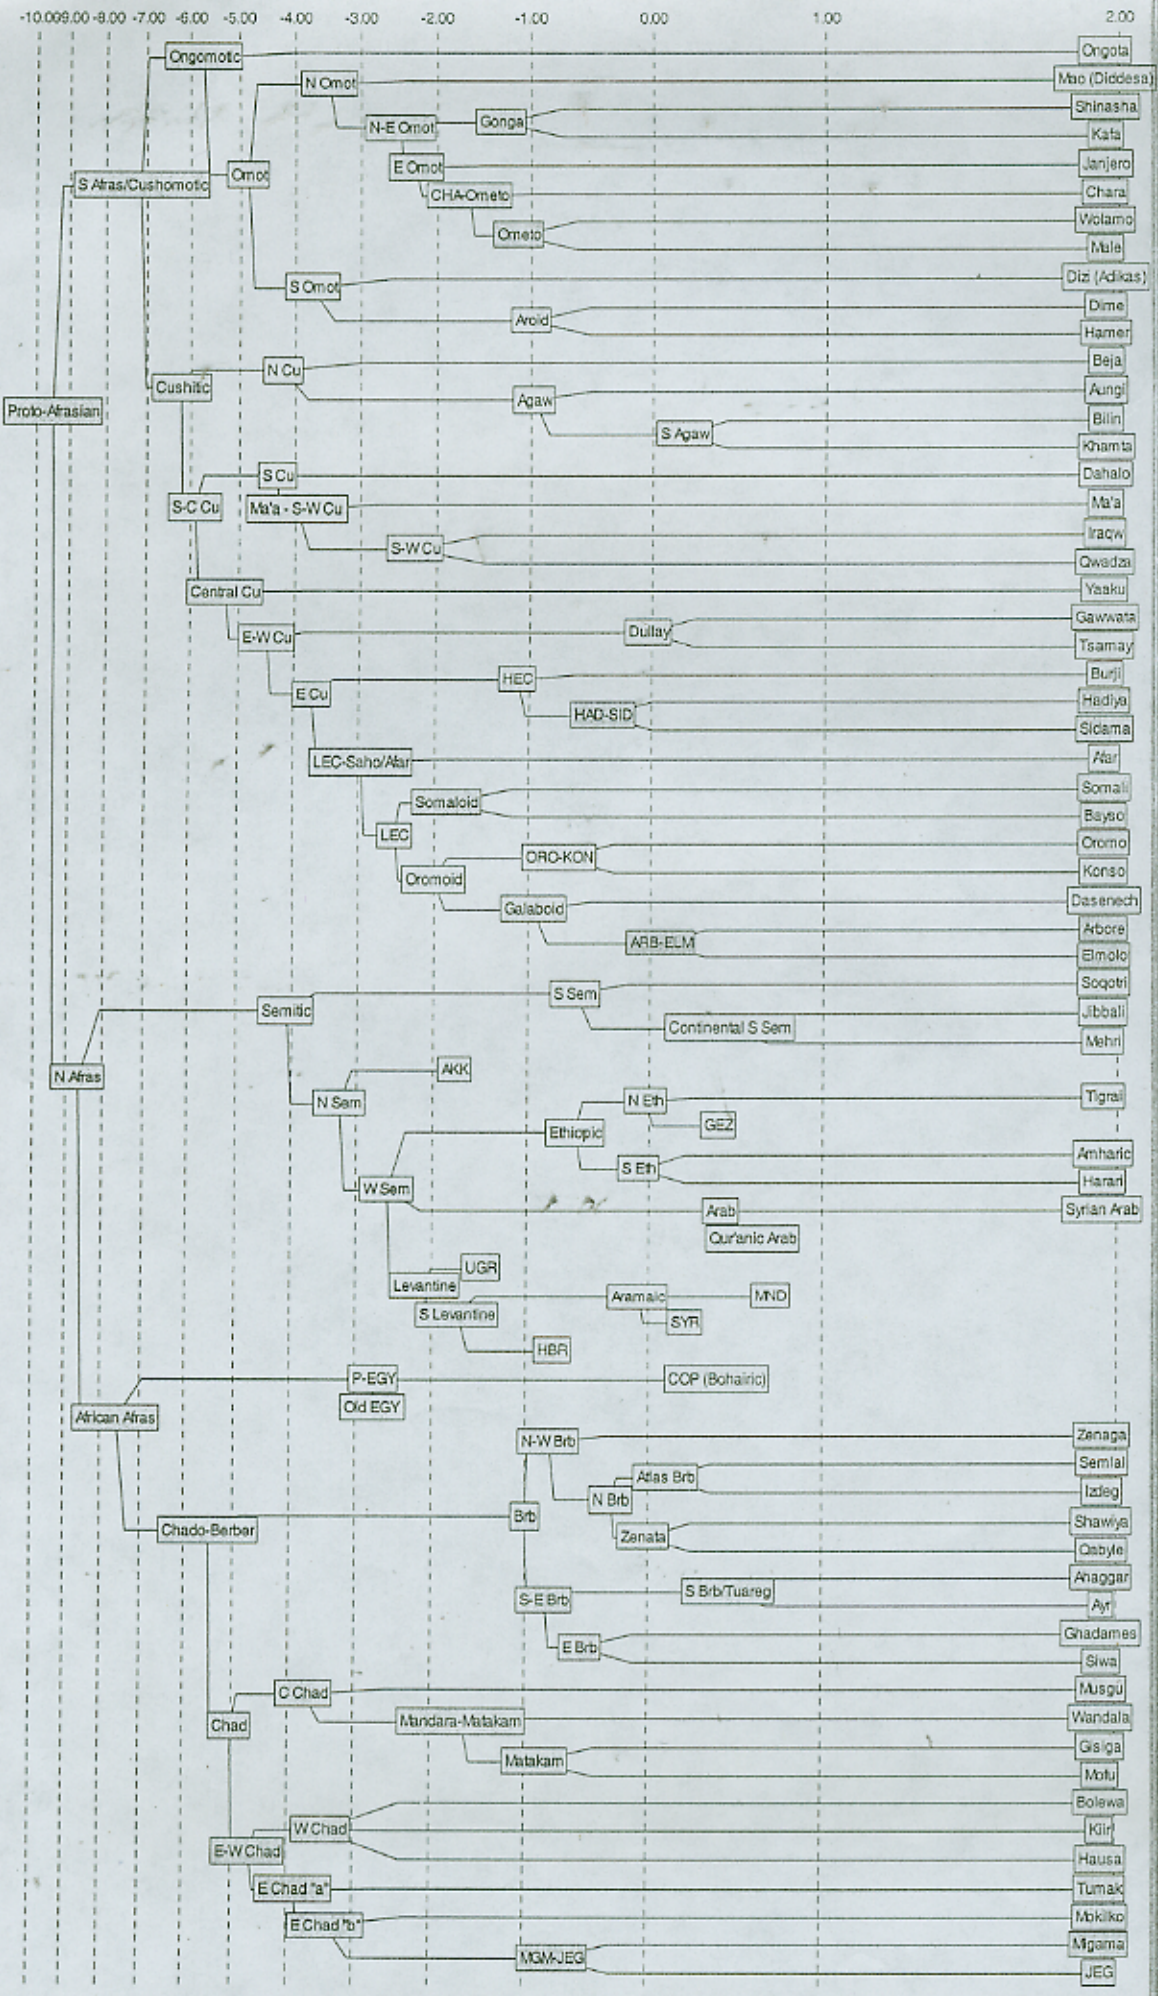 -10.009.00 -8.00 -7.00 -6.00 -5.00 -4.00 -3.00 -2.00 -1.00 0.00 1.00 2.00
Ongomotic Ongota
N Omot Mao (Diddesa)
Gonga Shinasha
N-E Omot Kafa
E Omot Janjero
S Afras/Cushomotic Omot
CHA-Ometo Chara
Wolamo
Ometo Male
S Omot Dizi (Adikas)
Dime
Aroid Hamer
N Cu Beja
Cushitic Aungi
Agaw
Proto-Afrasian Bilin
S Agaw Khamta
S Cu Dahalo
S-C Cu Ma'a - S-W Cu Ma'a
Iraqw
S-W Cu Qwadza
Central Cu Yaaku
Gawwata
E-W Cu Dullay Tsamay
HEC Burji
E Cu Hadiya
HAD-SID Sidama
LEC-Saho/Afar Afar
Somaloid Somali
Bayso
LEC Oromo
ORO-KON Konso
Oromoid
Galaboid Dasenech
Arbore
ARB-ELM Elmolo
S Sem Soqotri
Semitic Jibbali
Continental S Sem Mehri
N Afras AKK
N Sem N Eth Tigrai
GEZ
Ethiopic
Amharic
S Eth Harari
W Sem
Arab Syrian Arab
Qur'anic Arab
UGR
Levantine
Aramaic MND
S Levantine SYR
HBR
P-EGY COP (Bohairic)
Old EGY
African Afras
N-W Brb Zenaga
Semlal
Atlas Brb Izdeg
N Brb
Brb Shawiya
Chado-Berber Zenata Qabyle
Ahaggar
S-E Brb S Brb/Tuareg Ayr
Ghadames
E Brb Siwa
C Chad Musgu
Chad Mandara-Matakam Wandala
Gisiga
Matakam Mofu
Bolewa
W Chad Kiir
E-W Chad Hausa
E Chad "a" Tumak
E Chad "b" Mokilko
Migama
MGM-JEG JEG